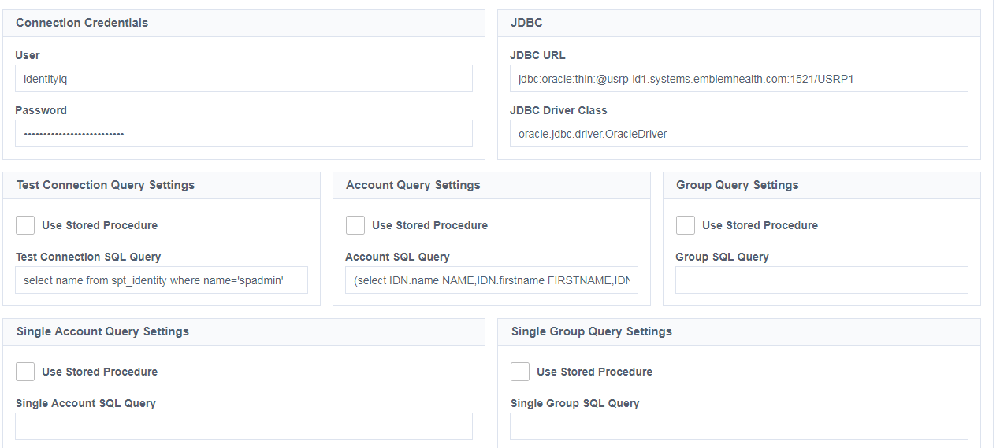 Connection Credentials
User
identityiq
Password
••••••••••••••••••••••••••
JDBC
JDBC URL
jdbc:oracle:thin:@usrp-ld1.systems.emblemhealth.com:1521/USRP1
JDBC Driver Class
oracle.jdbc.driver.OracleDriver
Test Connection Query Settings
Use Stored Procedure
Test Connection SQL Query
select name from spt_identity where name='spadmin'
Account Query Settings
Use Stored Procedure
Account SQL Query
(select IDN.name NAME,IDN.firstname FIRSTNAME,IDN
Group Query Settings
Use Stored Procedure
Group SQL Query
Single Account Query Settings
Use Stored Procedure
Single Account SQL Query
Single Group Query Settings
Use Stored Procedure
Single Group SQL Query